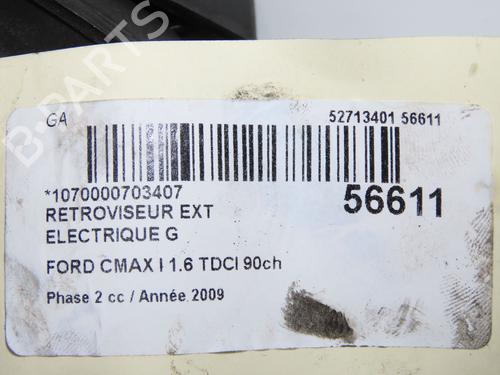 GA
52713401 56611
*1070000703407
56611
RETROVISEUR EXT
ELECTRIQUE G
FORD CMAX I 1.6 TDCI 90ch
Phase 2 cc / Année 2009
B-PARTS